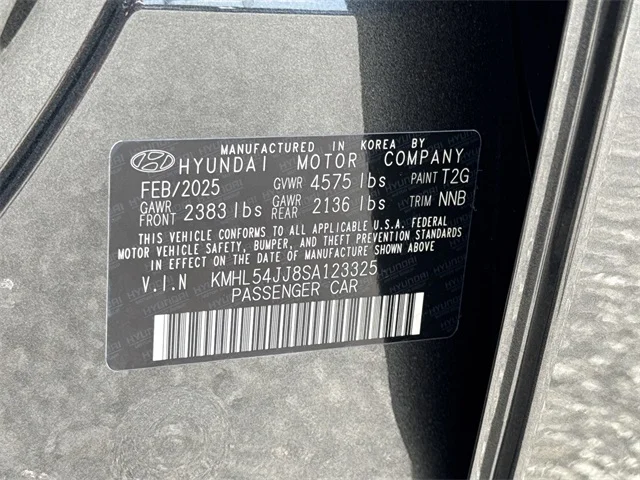 MANUFACTURED IN KOREA BY
HYUNDAI MOTOR COMPANY
FEB/2025 GVWR 4575 lbs PAINT T2G
GAWR FRONT 2383 lbs GAWR REAR 2136 lbs TRIM NNB
THIS VEHICLE CONFORMS TO ALL APPLICABLE U.S.A. FEDERAL
MOTOR VEHICLE SAFETY, BUMPER, AND THEFT PREVENTION STANDARDS
IN EFFECT ON THE DATE OF MANUFACTURE SHOWN ABOVE
V.I.N KMHL54JJ8SA123325
PASSENGER CAR